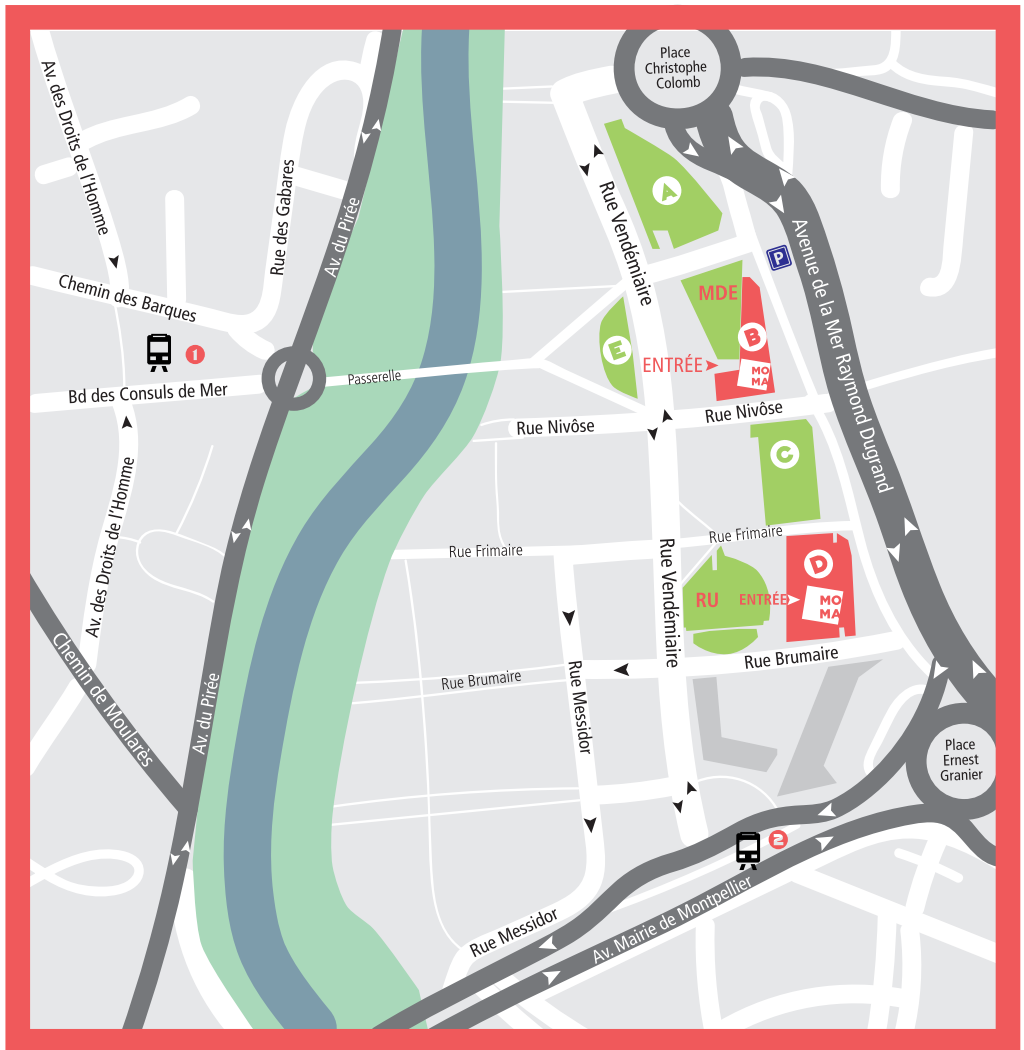 Place
Christophe
Colomb
Av. des Droits de l'Homme
Rue des Gabares
Av. du Pirée
Rue Vendémiaire
A
P
Avenue de la Mer Raymond Dugrand
Chemin des Barques
MDE
B
E
ENTRÉE
MO
MA
1
Passerelle
Bd des Consuls de Mer
Rue Nivôse
Rue Nivôse
C
Av. des Droits de l'Homme
Rue Frimaire
Rue Frimaire
Rue Vendémiaire
D
RU
ENTRÉE
MO
MA
Chemin de Moularès
Av. du Pirée
Rue Brumaire
Rue Brumaire
Rue Messidor
Place
Ernest
Granier
2
Rue Messidor
Av. Mairie de Montpellier